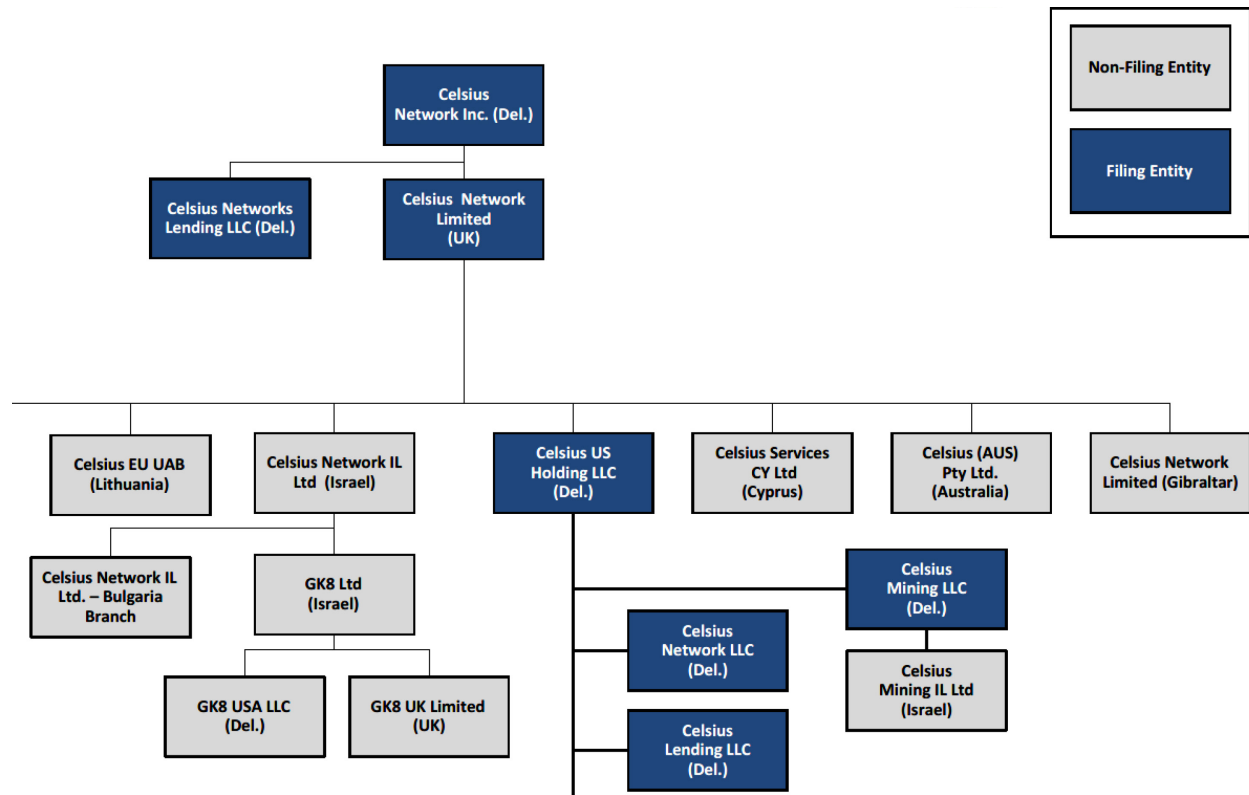 Non-Filing Entity
Filing Entity
Celsius
Network Inc. (Del.)
Celsius Networks
Lending LLC (Del.)
Celsius Network
Limited
(UK)
Celsius EU UAB
(Lithuania)
Celsius Network IL
Ltd (Israel)
Celsius US
Holding LLC
(Del.)
Celsius Services
CY Ltd
(Cyprus)
Celsius (AUS)
Pty Ltd.
(Australia)
Celsius Network
Limited (Gibraltar)
Celsius Network IL
Ltd. – Bulgaria
Branch
GK8 Ltd
(Israel)
Celsius
Mining LLC
(Del.)
Celsius
Network LLC
(Del.)
Celsius
Mining IL Ltd
(Israel)
GK8 USA LLC
(Del.)
GK8 UK Limited
(UK)
Celsius
Lending LLC
(Del.)